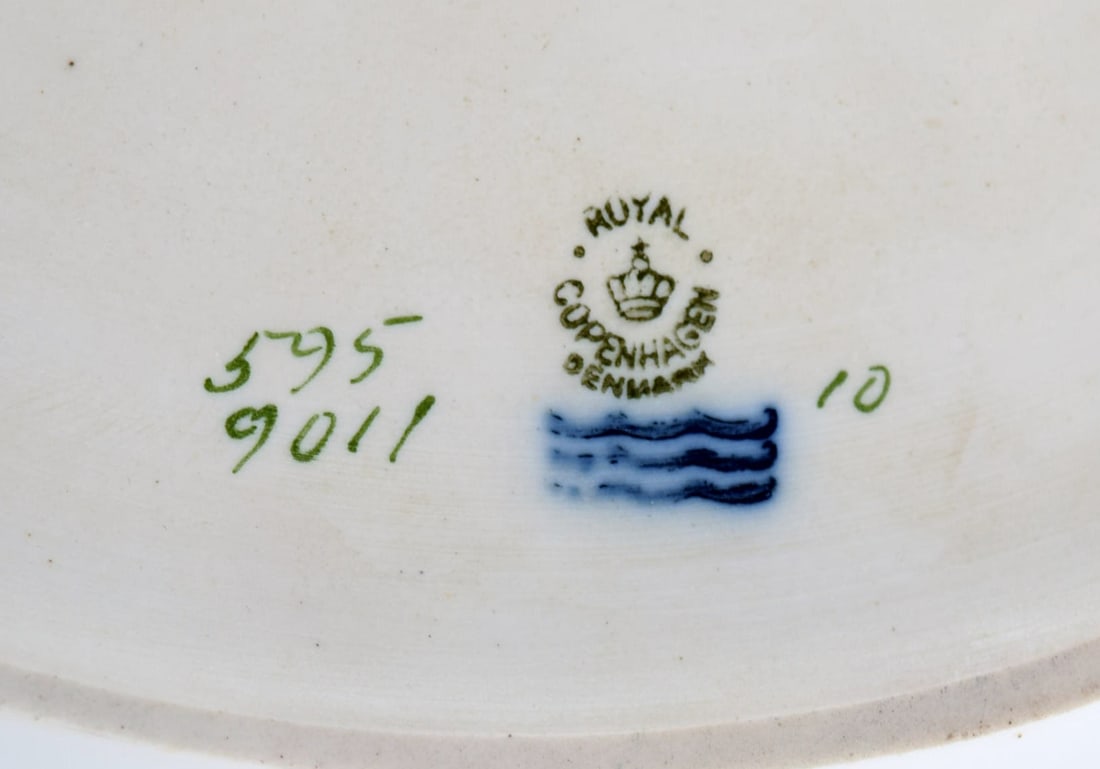 ROYAL
COPENHAGEN
DENMARK
595
9011
10